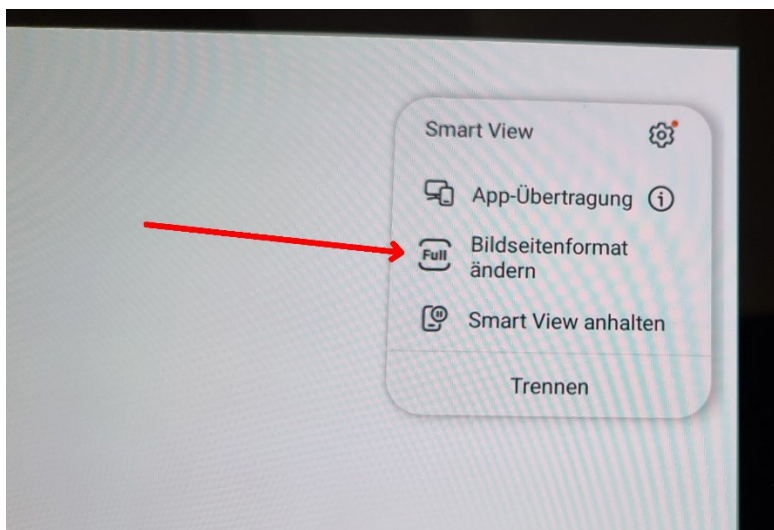 Smart View
App-Übertragung
Full
Bildseitenformat
ändern
Smart View anhalten
Trennen